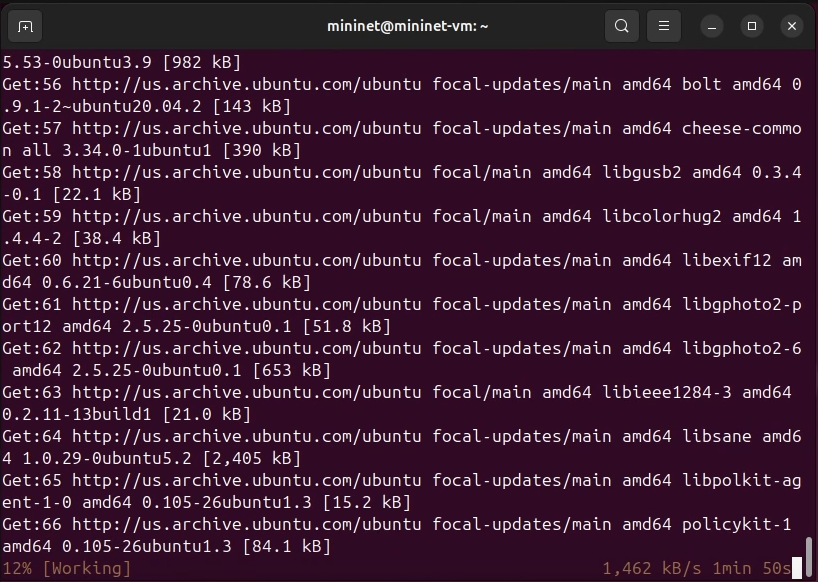 mininet@mininet-vm: ~
5.53-0ubuntu3.9 [982 kB]
Get:56 http://us.archive.ubuntu.com/ubuntu focal-updates/main amd64 bolt amd64 0
.9.1-2~ubuntu20.04.2 [143 kB]
Get:57 http://us.archive.ubuntu.com/ubuntu focal-updates/main amd64 cheese-commo
n all 3.34.0-1ubuntu1 [390 kB]
Get:58 http://us.archive.ubuntu.com/ubuntu focal/main amd64 libgusb2 amd64 0.3.4
-0.1 [22.1 kB]
Get:59 http://us.archive.ubuntu.com/ubuntu focal/main amd64 libcolorhug2 amd64 1
.4.4-2 [38.4 kB]
Get:60 http://us.archive.ubuntu.com/ubuntu focal-updates/main amd64 libexif12 am
d64 0.6.21-6ubuntu0.4 [78.6 kB]
Get:61 http://us.archive.ubuntu.com/ubuntu focal-updates/main amd64 libgphoto2-p
ort12 amd64 2.5.25-0ubuntu0.1 [51.8 kB]
Get:62 http://us.archive.ubuntu.com/ubuntu focal-updates/main amd64 libgphoto2-6
 amd64 2.5.25-0ubuntu0.1 [653 kB]
Get:63 http://us.archive.ubuntu.com/ubuntu focal/main amd64 libieee1284-3 amd64
0.2.11-13build1 [21.0 kB]
Get:64 http://us.archive.ubuntu.com/ubuntu focal-updates/main amd64 libsane amd6
4 1.0.29-0ubuntu5.2 [2,405 kB]
Get:65 http://us.archive.ubuntu.com/ubuntu focal-updates/main amd64 libpolkit-ag
ent-1-0 amd64 0.105-26ubuntu1.3 [15.2 kB]
Get:66 http://us.archive.ubuntu.com/ubuntu focal-updates/main amd64 policykit-1
amd64 0.105-26ubuntu1.3 [84.1 kB]
12% [Working] 1,462 kB/s 1min 50s